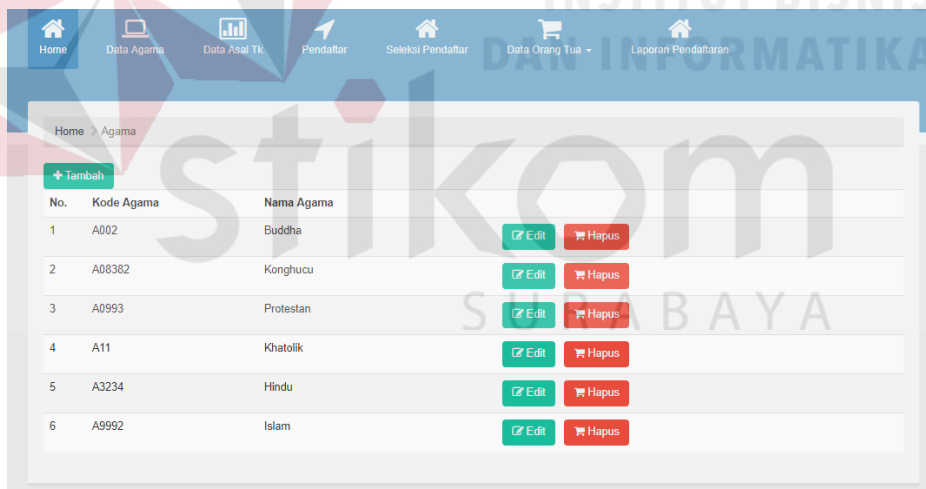 INSTITUT BISNIS
DAN INFORMATIKA
stikom
SURABAYA
Home Data Agama Data Asal Tk Pendaftar Seleksi Pendaftar Data Orang Tua Laporan Pendaftaran
Home > Agama
+ Tambah
No. Kode Agama Nama Agama
1 A002 Buddha Edit Hapus
2 A08382 Konghucu Edit Hapus
3 A0993 Protestan Edit Hapus
4 A11 Khatolik Edit Hapus
5 A3234 Hindu Edit Hapus
6 A9992 Islam Edit Hapus